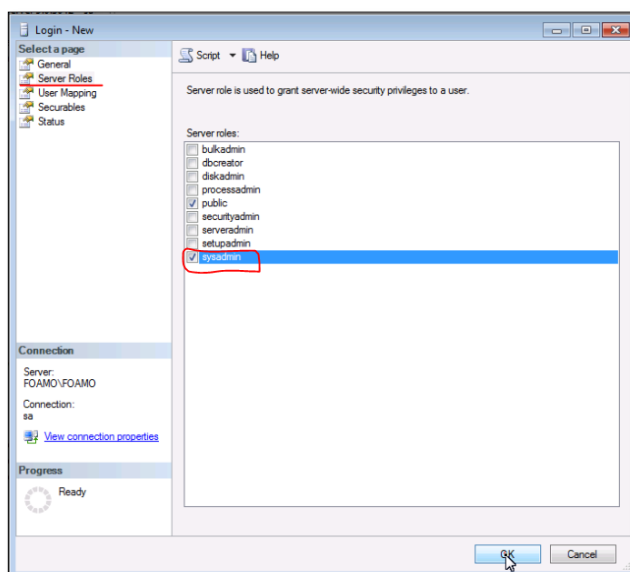 Login - New
Select a page
General
Server Roles
User Mapping
Securables
Status
Script
Help
Server role is used to grant server-wide security privileges to a user.
Server roles:
bulkadmin
dbcreator
diskadmin
processadmin
public
securityadmin
serveradmin
setupadmin
sysadmin
Connection
Server:
FOAMO\FOAMO
Connection:
sa
View connection properties
Progress
Ready
OK
Cancel